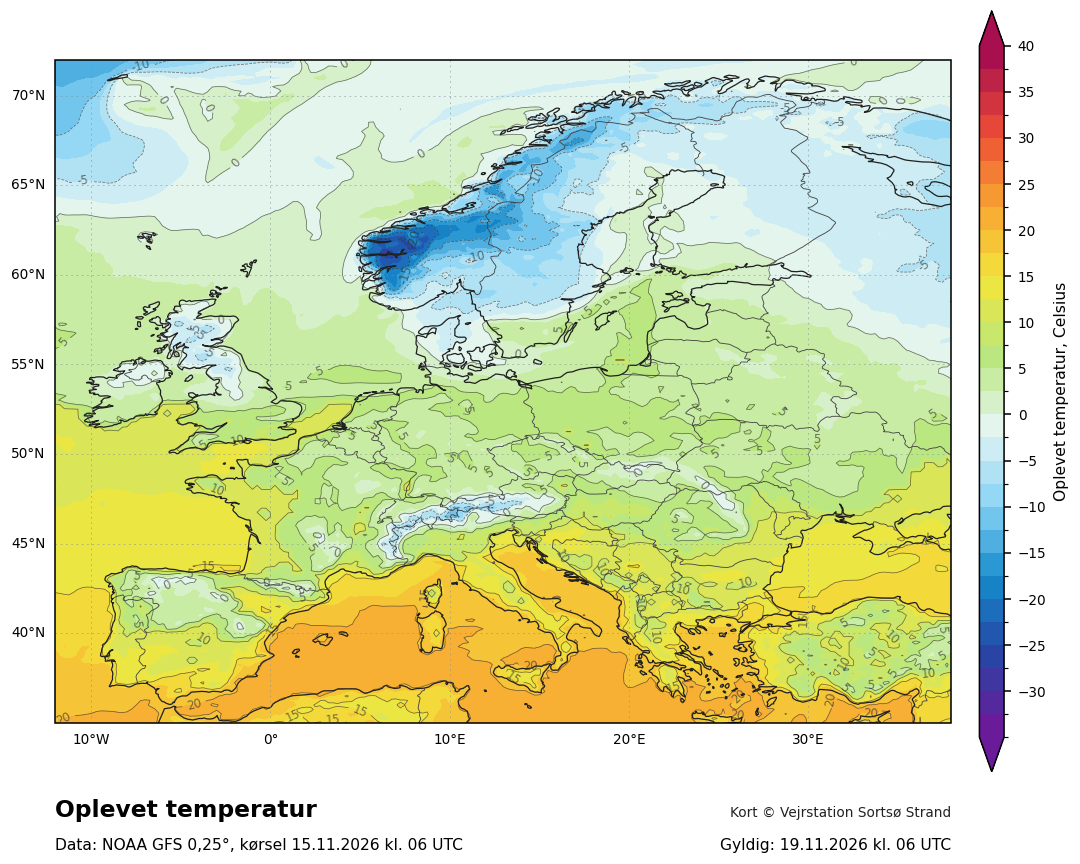 40
35
30
25
20
15
10
5
0
−5
−10
−15
−20
−25
−30
Oplevet temperatur, Celsius
70°N
65°N
60°N
55°N
50°N
45°N
40°N
10°W
0°
10°E
20°E
30°E
Oplevet temperatur
Kort © Vejrstation Sortsø Strand
Data: NOAA GFS 0,25°, kørsel 15.11.2026 kl. 06 UTC
Gyldig: 19.11.2026 kl. 06 UTC